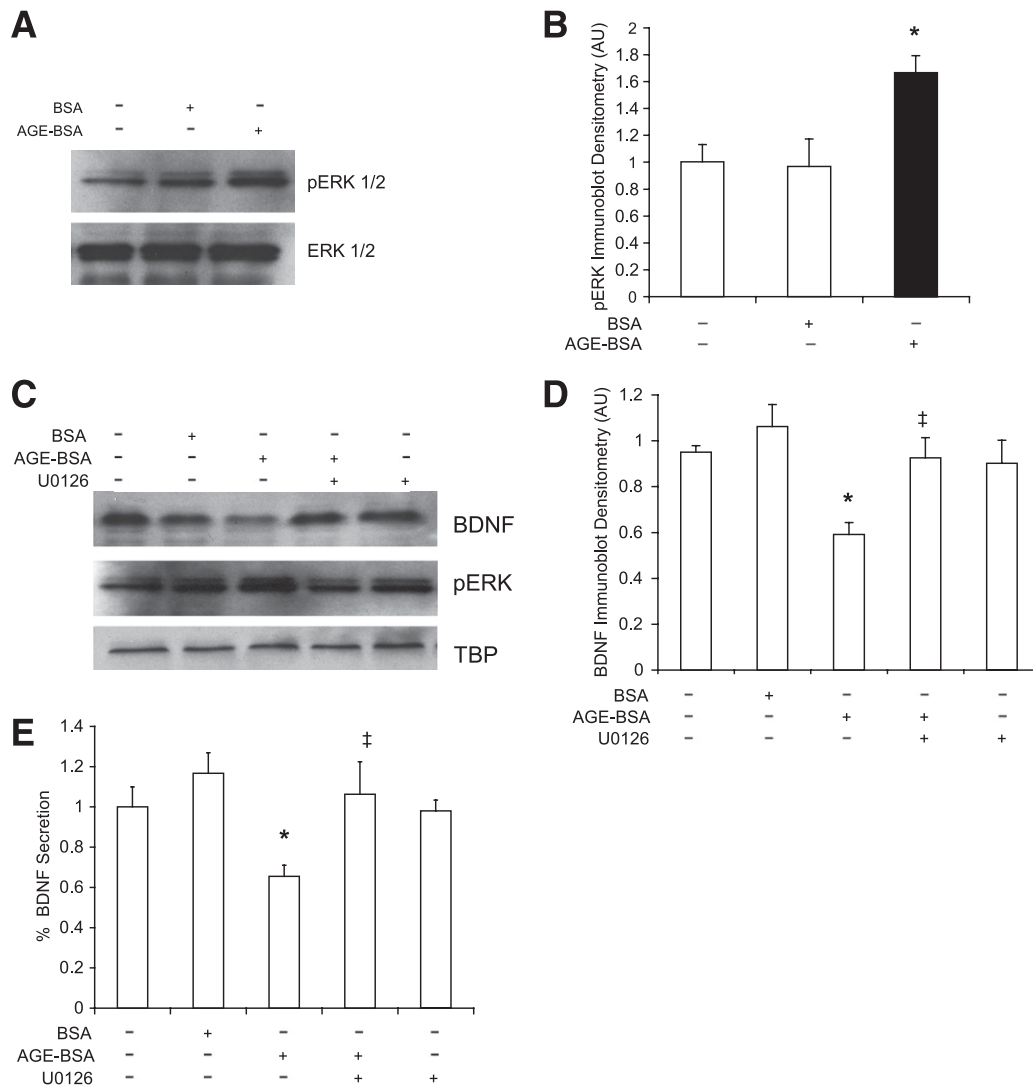 A
BSA - + -
AGE-BSA - - +
pERK 1/2
ERK 1/2
B
pERK Immunoblot Densitometry (AU)
2
1.8
1.6
1.4
1.2
1
0.8
0.6
0.4
0.2
0
*
BSA - + -
AGE-BSA - - +
C
BSA - + - - -
AGE-BSA - - + + -
U0126 - - - + +
BDNF
pERK
TBP
D
BDNF Immunoblot Densitometry (AU)
1.2
1
0.8
0.6
0.4
0.2
0
*
‡
BSA - + - - -
AGE-BSA - - + + -
U0126 - - - + +
E
% BDNF Secretion
1.4
1.2
1
0.8
0.6
0.4
0.2
0
*
‡
BSA - + - - -
AGE-BSA - - + + -
U0126 - - - + +